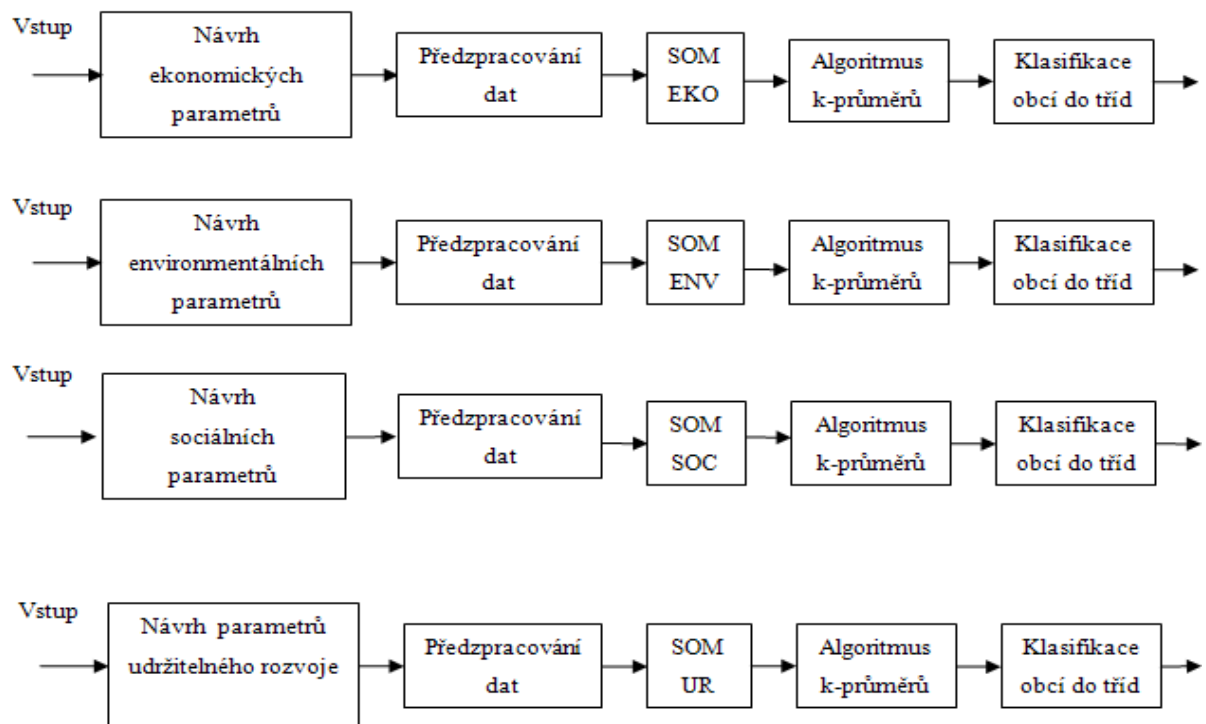 Vstup
Návrh
ekonomických
parametrů
Předzpracování
dat
SOM
EKO
Algoritmus
k-průměrů
Klasifikace
obcí do tříd
Vstup
Návrh
environmentálních
parametrů
Předzpracování
dat
SOM
ENV
Algoritmus
k-průměrů
Klasifikace
obcí do tříd
Vstup
Návrh
sociálních
parametrů
Předzpracování
dat
SOM
SOC
Algoritmus
k-průměrů
Klasifikace
obcí do tříd
Vstup
Návrh parametrů
udržitelného rozvoje
Předzpracování
dat
SOM
UR
Algoritmus
k-průměrů
Klasifikace
obcí do tříd